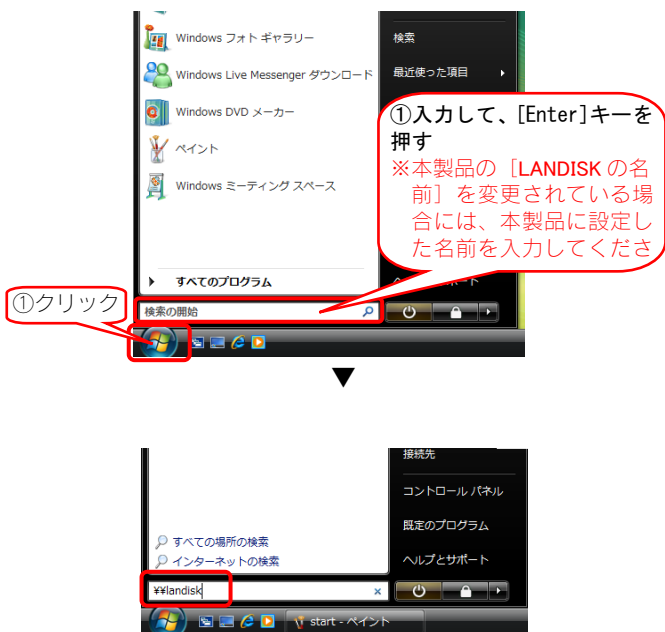 Windows フォト ギャラリー
検索
Windows Live Messenger ダウンロード
最近使った項目
Windows DVD メーカー
ペイント
Windows ミーティング スペース
①入力して、[Enter]キーを
押す
※本製品の［LANDISK の名
前］を変更されている場
合には、本製品に設定し
た名前を入力してくださ
すべてのプログラム
①クリック
検索の開始
▼
接続先
コントロール パネル
既定のプログラム
すべての場所の検索
インターネットの検索
ヘルプとサポート
¥¥landisk
start - ペイント